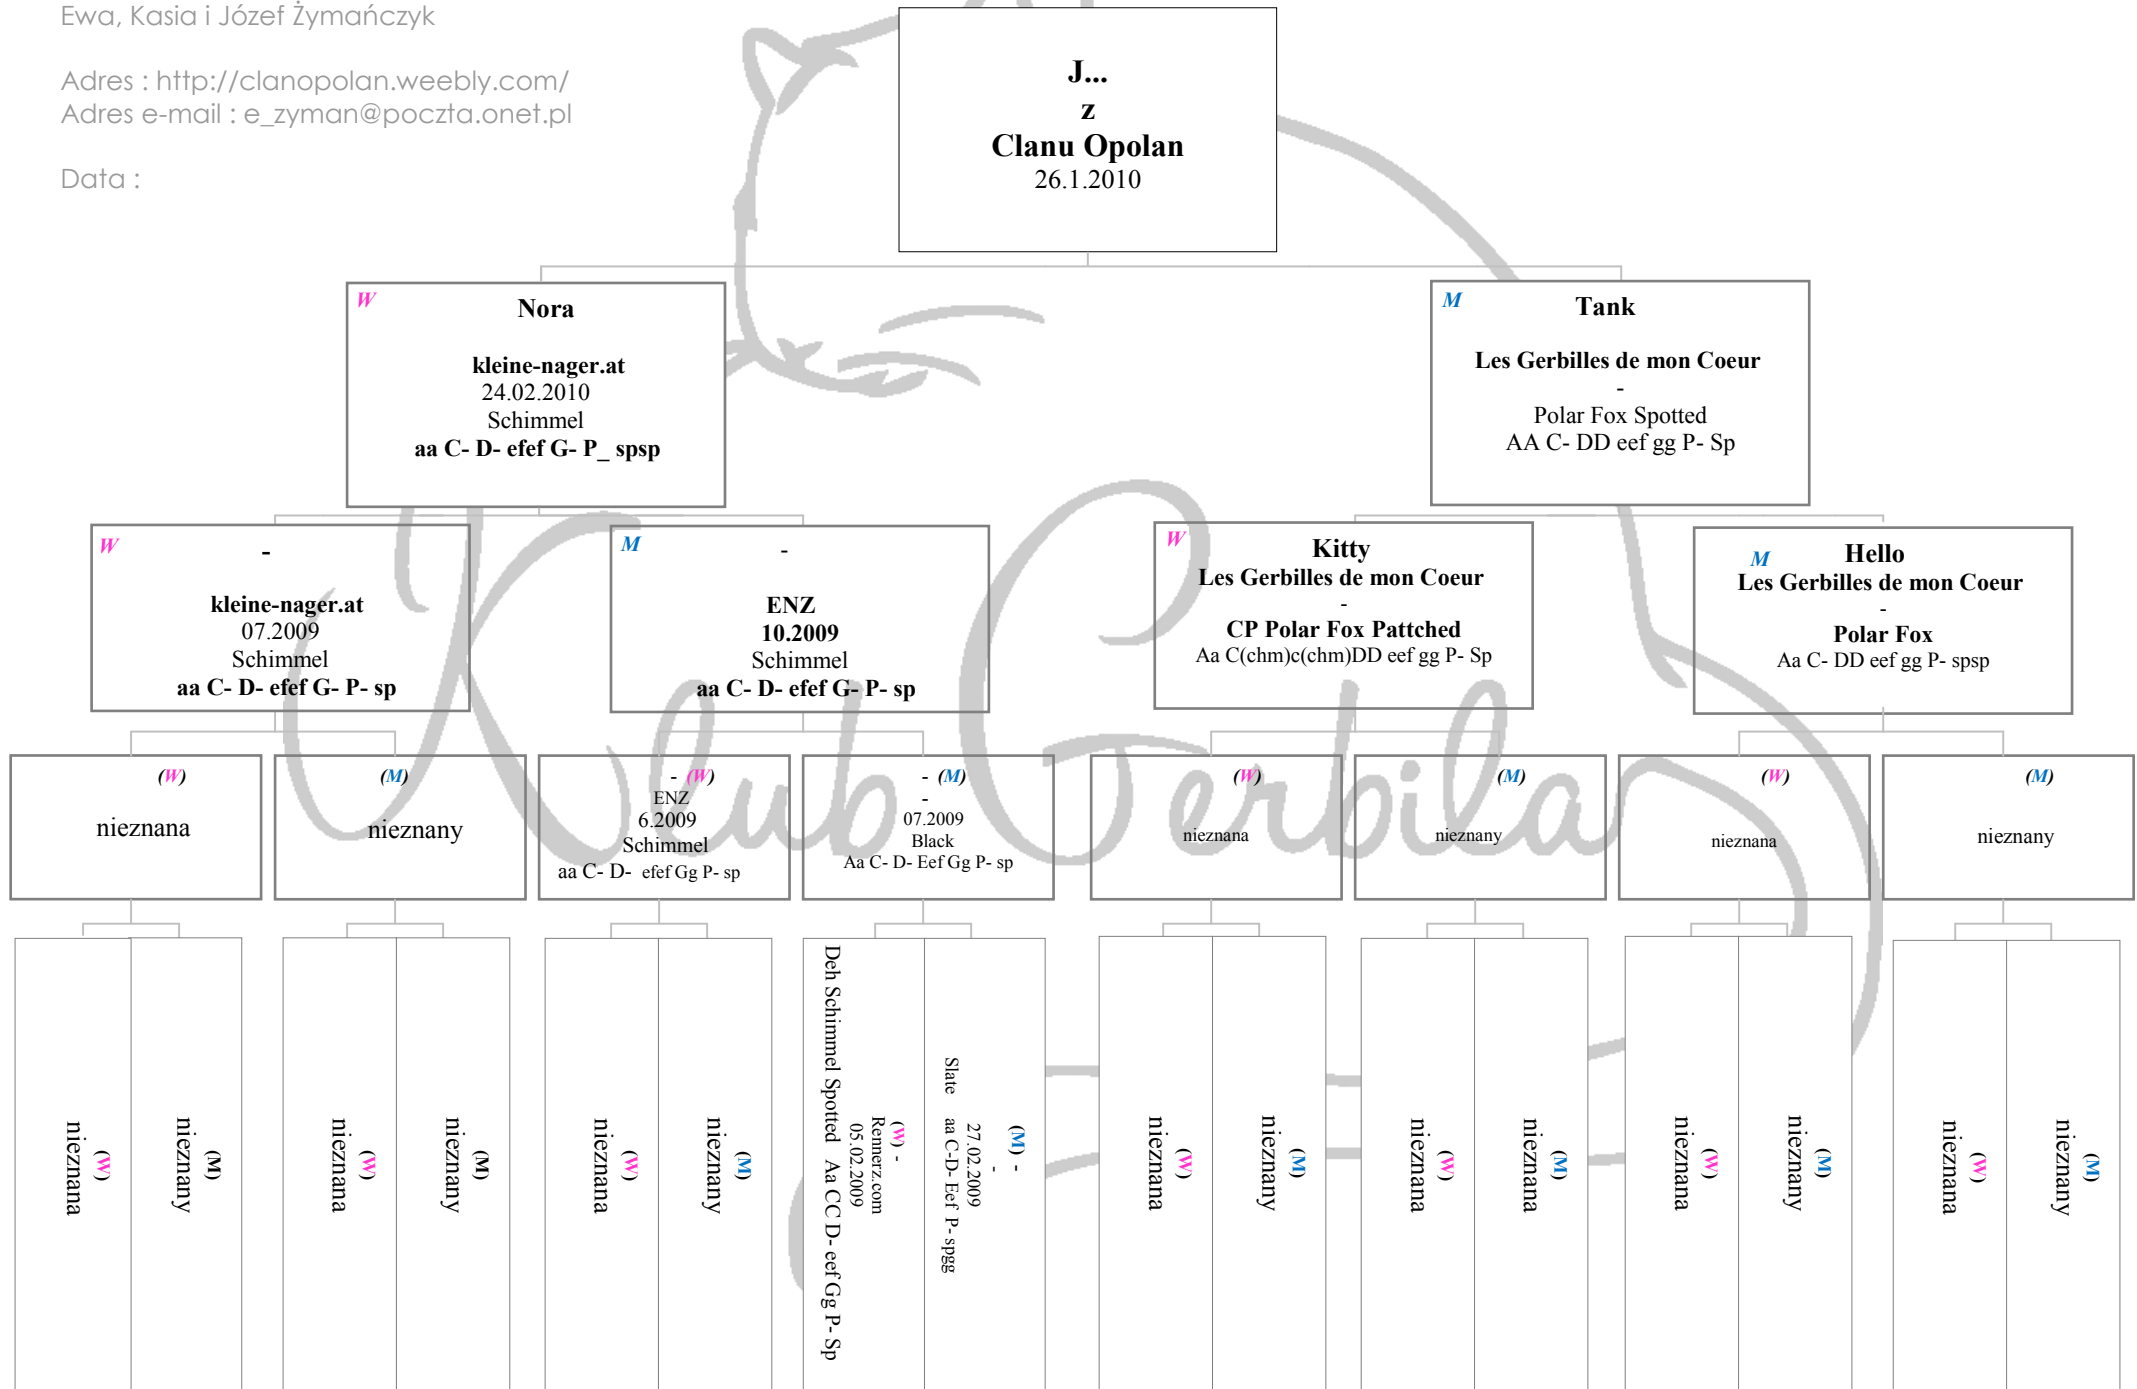 Ewa, Kasia i Józef Żymańczyk
Adres : http://clanopolan.weebly.com/
Adres e-mail : e_zyman@poczta.onet.pl
Data :
J...
z
Clanu Opolan
26.1.2010
W
Nora
kleine-nager.at
24.02.2010
Schimmel
aa C- D- efef G- P_ spsp
M
Tank
Les Gerbilles de mon Coeur
-
Polar Fox Spotted
AA C- DD eef gg P- Sp
W
-
kleine-nager.at
07.2009
Schimmel
aa C- D- efef G- P- sp
M
-
ENZ
10.2009
Schimmel
aa C- D- efef G- P- sp
W
Kitty
Les Gerbilles de mon Coeur
-
CP Polar Fox Pattched
Aa C(chm)c(chm)DD eef gg P- Sp
M
Hello
Les Gerbilles de mon Coeur
-
Polar Fox
Aa C- DD eef gg P- spsp
Klub Gerbila
(W)
nieznana
(M)
nieznany
- (W)
ENZ
6.2009
Schimmel
aa C- D- efef Gg P- sp
- (M)
-
07.2009
Black
Aa C- D- Eef Gg P- sp
(W)
nieznana
(M)
nieznany
(W)
nieznana
(M)
nieznany
(W)
nieznana
(M)
nieznany
(W)
nieznana
(M)
nieznany
(W)
nieznana
(M)
nieznany
(W) -
Remmerz.com
05.02.2009
Deh Schimmel Spotted Aa CC D- eef Gg P- Sp
(M) -
-
27.02.2009
Slate aa C-D- Eef P- spgg
(W)
nieznana
(M)
nieznany
(W)
nieznana
(M)
nieznany
(W)
nieznana
(M)
nieznany
(W)
nieznana
(M)
nieznany